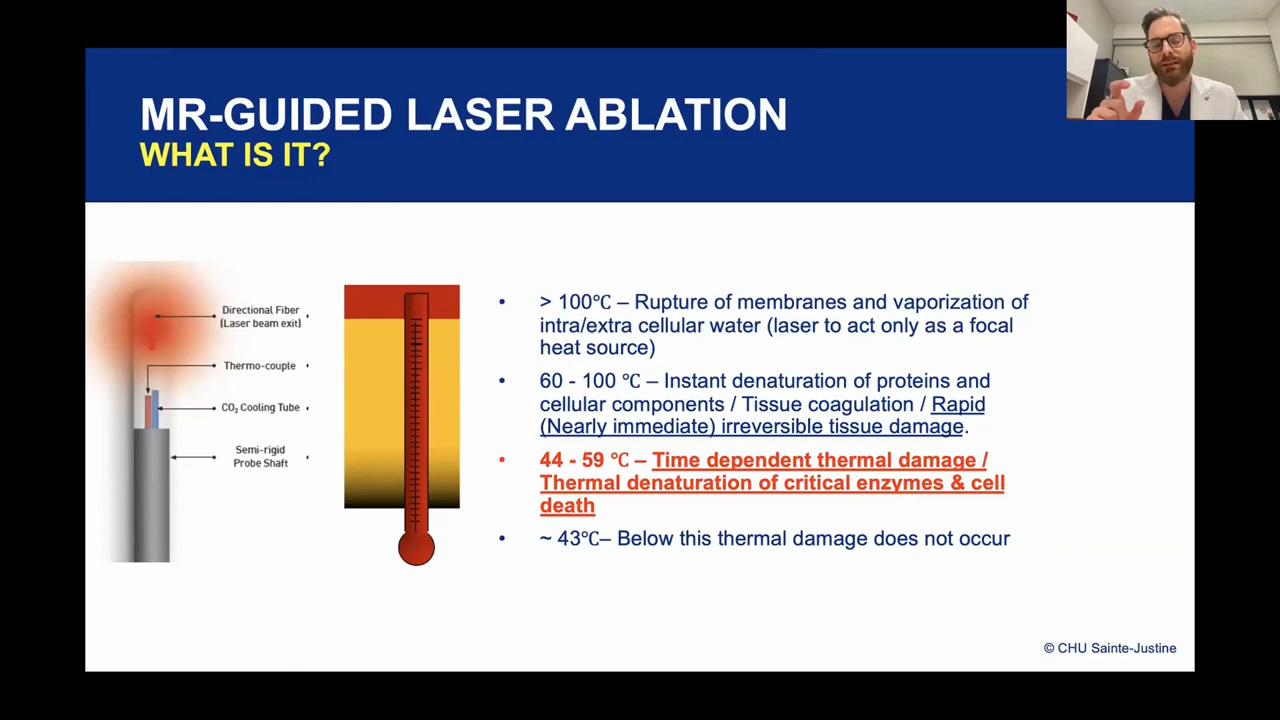 MR-GUIDED LASER ABLATION
WHAT IS IT?
Directional Fiber
(Laser beam exit)
Thermo-couple
CO₂ Cooling Tube
Semi-rigid
Probe Shaft
• > 100℃ – Rupture of membranes and vaporization of
intra/extra cellular water (laser to act only as a focal
heat source)
• 60 - 100 ℃ – Instant denaturation of proteins and
cellular components / Tissue coagulation / Rapid
(Nearly immediate) irreversible tissue damage.
• 44 - 59 ℃ – Time dependent thermal damage /
Thermal denaturation of critical enzymes & cell
death
• ~ 43℃– Below this thermal damage does not occur
© CHU Sainte-Justine